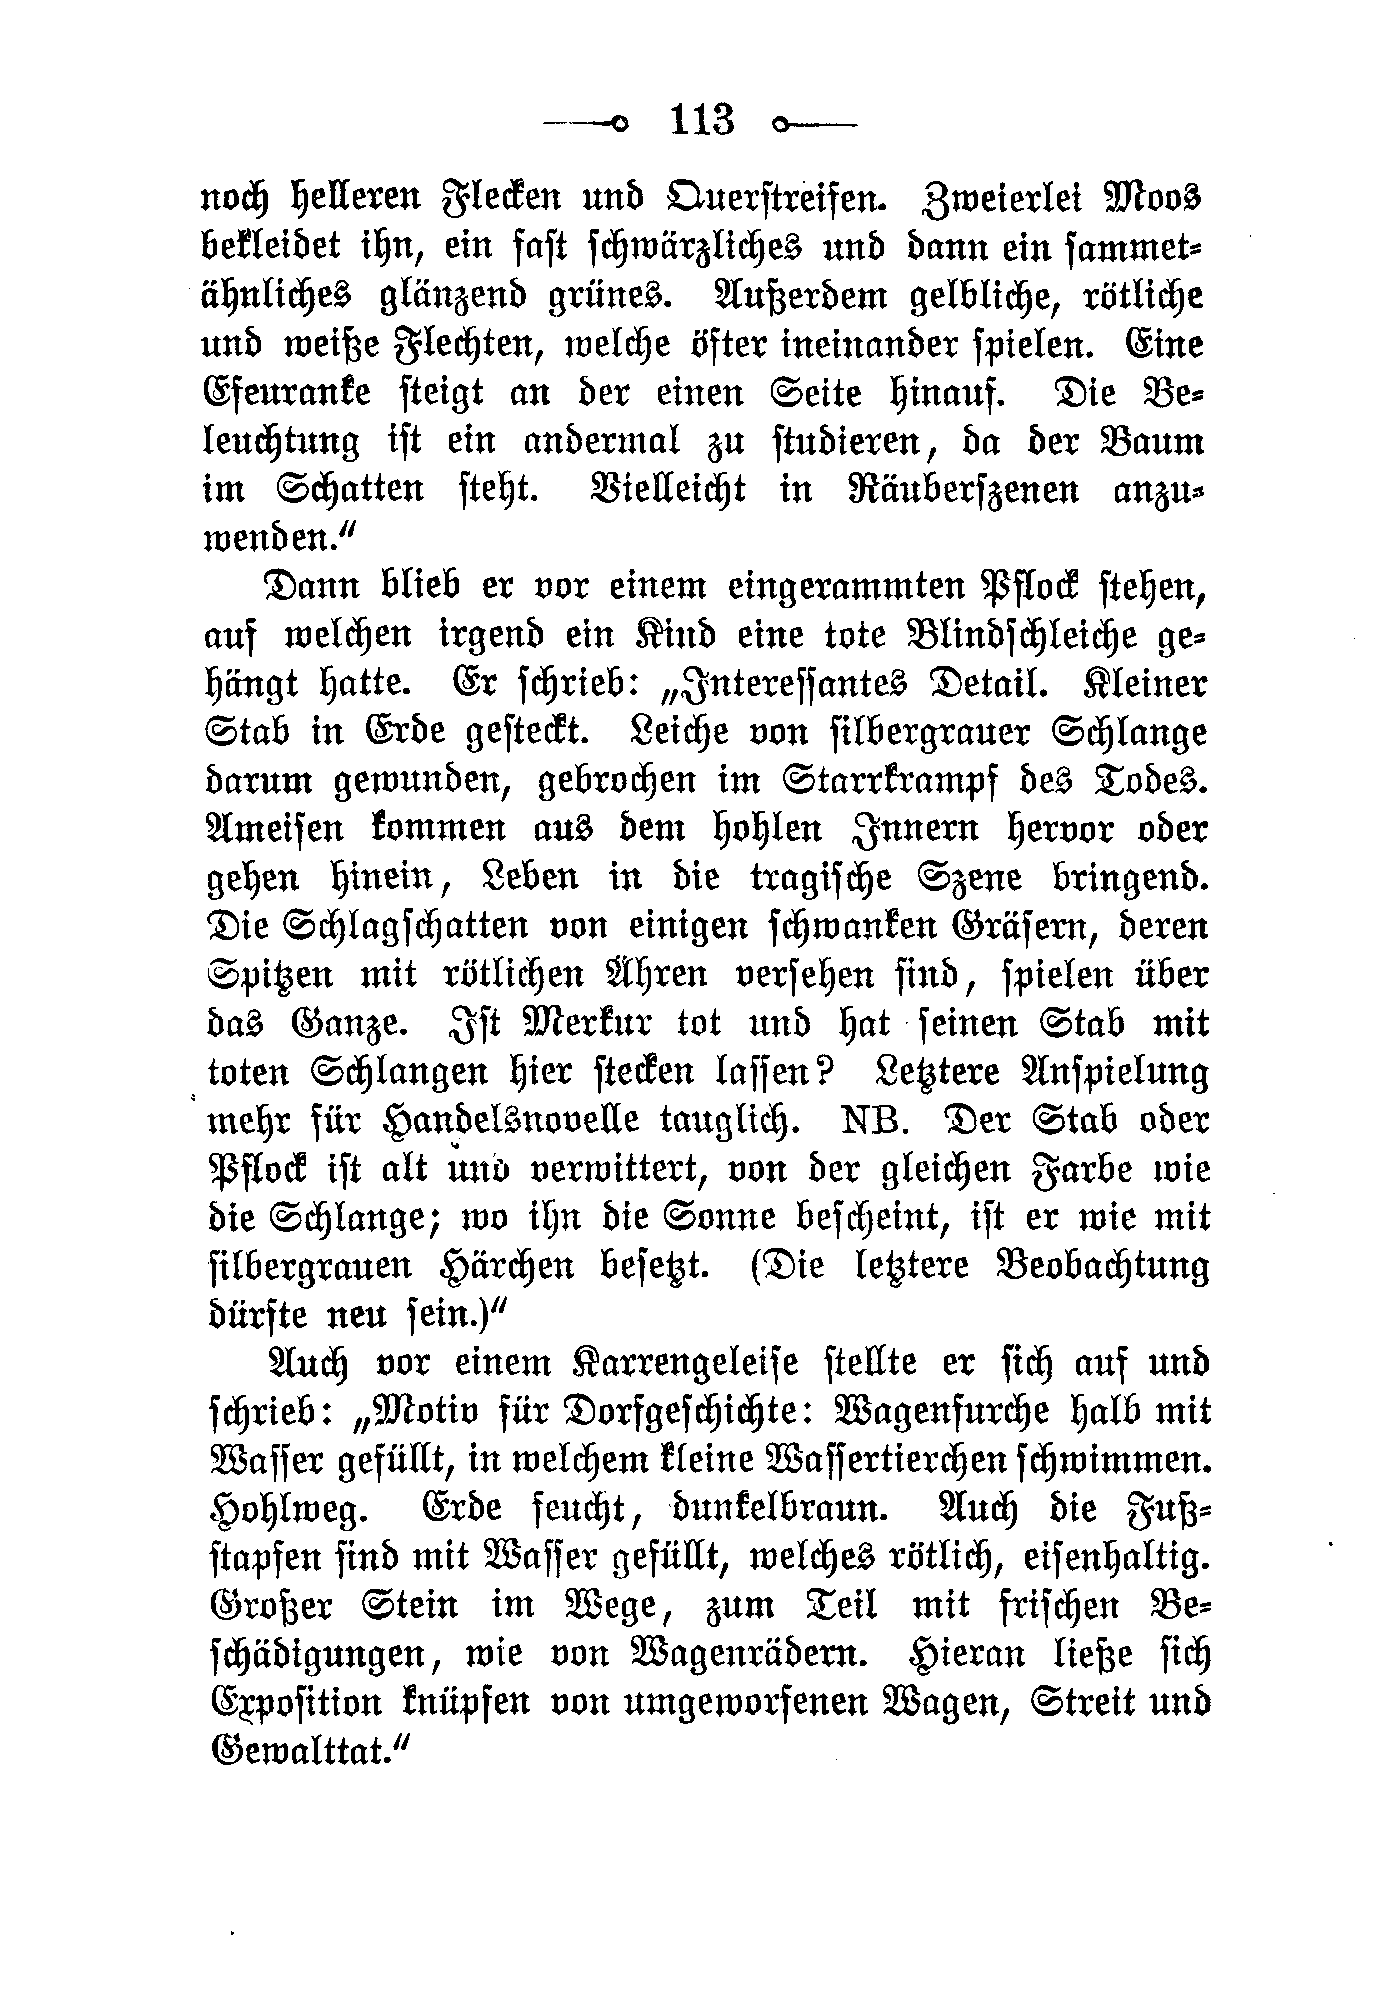 113
noch helleren Flecken und Querstreifen. Zweierlei Moos
bekleidet ihn, ein fast schwärzliches und dann ein sammet-
ähnliches glänzend grünes. Außerdem gelbliche, rötliche
und weiße Flechten, welche öfter ineinander spielen. Eine
Efeuranke steigt an der einen Seite hinauf. Die Be-
leuchtung ist ein andermal zu studieren, da der Baum
im Schatten steht. Vielleicht in Räuberszenen anzu-
wenden.“
Dann blieb er vor einem eingerammten Pflock stehen,
auf welchen irgend ein Kind eine tote Blindschleiche ge-
hängt hatte. Er schrieb: „Interessantes Detail. Kleiner
Stab in Erde gesteckt. Leiche von silbergrauer Schlange
darum gewunden, gebrochen im Starrkrampf des Todes.
Ameisen kommen aus dem hohlen Innern hervor oder
gehen hinein, Leben in die tragische Szene bringend.
Die Schlagschatten von einigen schwanken Gräsern, deren
Spitzen mit rötlichen Ähren versehen sind, spielen über
das Ganze. Ist Merkur tot und hat seinen Stab mit
toten Schlangen hier stecken lassen? Letztere Anspielung
mehr für Handelsnovelle tauglich. NB. Der Stab oder
Pflock ist alt und verwittert, von der gleichen Farbe wie
die Schlange; wo ihn die Sonne bescheint, ist er wie mit
silbergrauen Härchen besetzt. (Die letztere Beobachtung
dürfte neu sein.)“
Auch vor einem Karrengeleise stellte er sich auf und
schrieb: „Motiv für Dorfgeschichte: Wagenfurche halb mit
Wasser gefüllt, in welchem kleine Wassertierchen schwimmen.
Hohlweg. Erde feucht, dunkelbraun. Auch die Fuß-
stapfen sind mit Wasser gefüllt, welches rötlich, eisenhaltig.
Großer Stein im Wege, zum Teil mit frischen Be-
schädigungen, wie von Wagenrädern. Hieran ließe sich
Exposition knüpfen von umgeworfenen Wagen, Streit und
Gewalttat.“